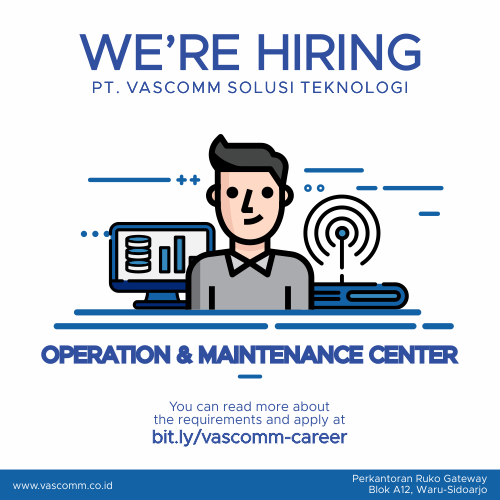 WE'RE HIRING
PT. VASCOMM SOLUSI TEKNOLOGI
OPERATION & MAINTENANCE CENTER
You can read more about
the requirements and apply at
bit.ly/vascomm-career
www.vascomm.co.id
Perkantoran Ruko Gateway
Blok A12, Waru-Sidoarjo